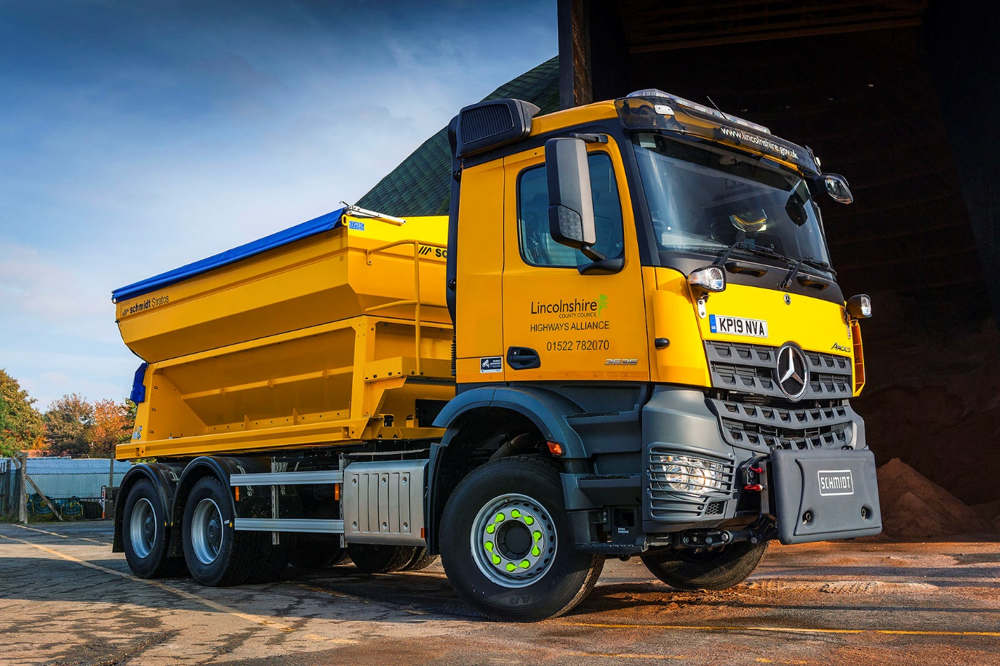 www.lincolnshire.gov.uk
schmidt Stratos
Lincolnshire
COUNTY COUNCIL
HIGHWAYS ALLIANCE
01522 782070
2635
KP19 NVA
AROCS
SCHMIDT